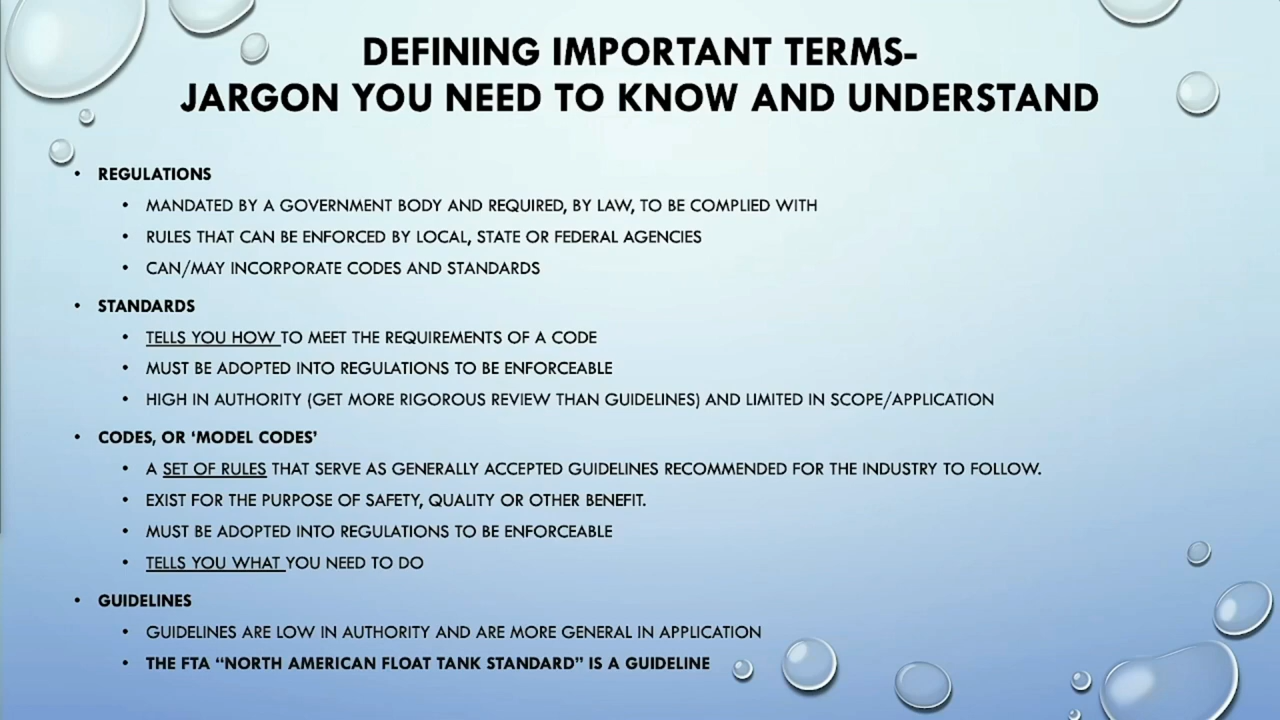 DEFINING IMPORTANT TERMS-
JARGON YOU NEED TO KNOW AND UNDERSTAND
• REGULATIONS
• MANDATED BY A GOVERNMENT BODY AND REQUIRED, BY LAW, TO BE COMPLIED WITH
• RULES THAT CAN BE ENFORCED BY LOCAL, STATE OR FEDERAL AGENCIES
• CAN/MAY INCORPORATE CODES AND STANDARDS
• STANDARDS
• TELLS YOU HOW TO MEET THE REQUIREMENTS OF A CODE
• MUST BE ADOPTED INTO REGULATIONS TO BE ENFORCEABLE
• HIGH IN AUTHORITY (GET MORE RIGOROUS REVIEW THAN GUIDELINES) AND LIMITED IN SCOPE/APPLICATION
• CODES, OR ‘MODEL CODES’
• A SET OF RULES THAT SERVE AS GENERALLY ACCEPTED GUIDELINES RECOMMENDED FOR THE INDUSTRY TO FOLLOW.
• EXIST FOR THE PURPOSE OF SAFETY, QUALITY OR OTHER BENEFIT.
• MUST BE ADOPTED INTO REGULATIONS TO BE ENFORCEABLE
• TELLS YOU WHAT YOU NEED TO DO
• GUIDELINES
• GUIDELINES ARE LOW IN AUTHORITY AND ARE MORE GENERAL IN APPLICATION
• THE FTA “NORTH AMERICAN FLOAT TANK STANDARD” IS A GUIDELINE